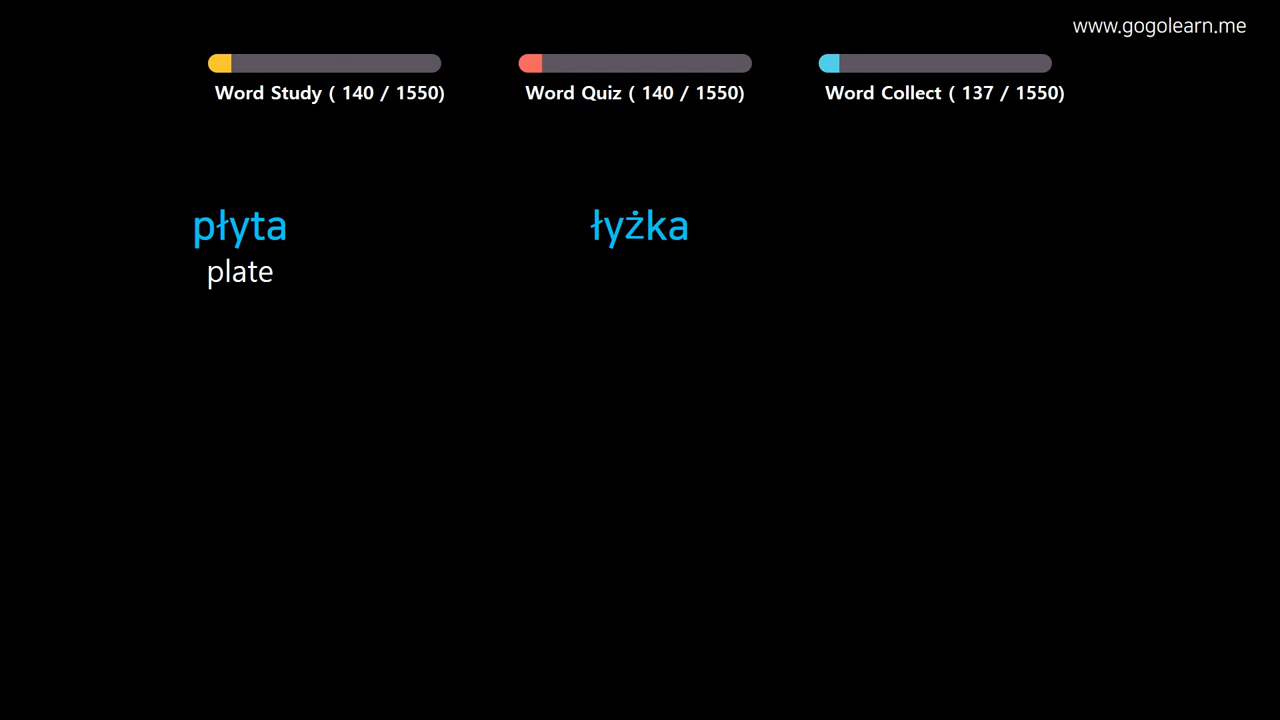 www.gogolearn.me
Word Study ( 140 / 1550)
Word Quiz ( 140 / 1550)
Word Collect ( 137 / 1550)
płyta
plate
łyżka